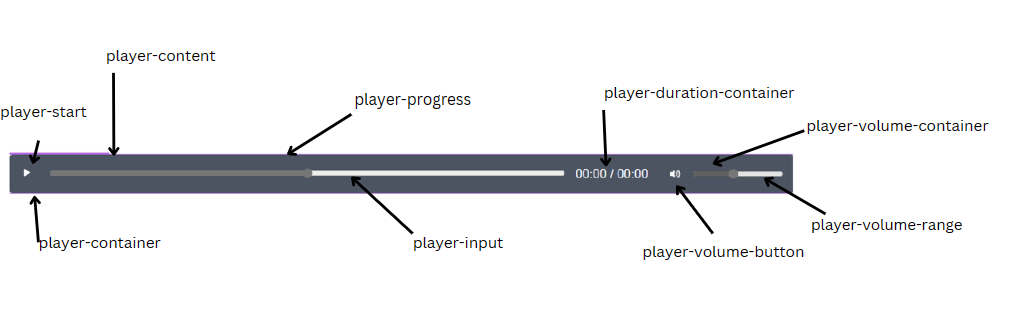 player-content
player-start
player-progress
player-duration-container
player-volume-container
00:00 / 00:00
player-container
player-input
player-volume-range
player-volume-button